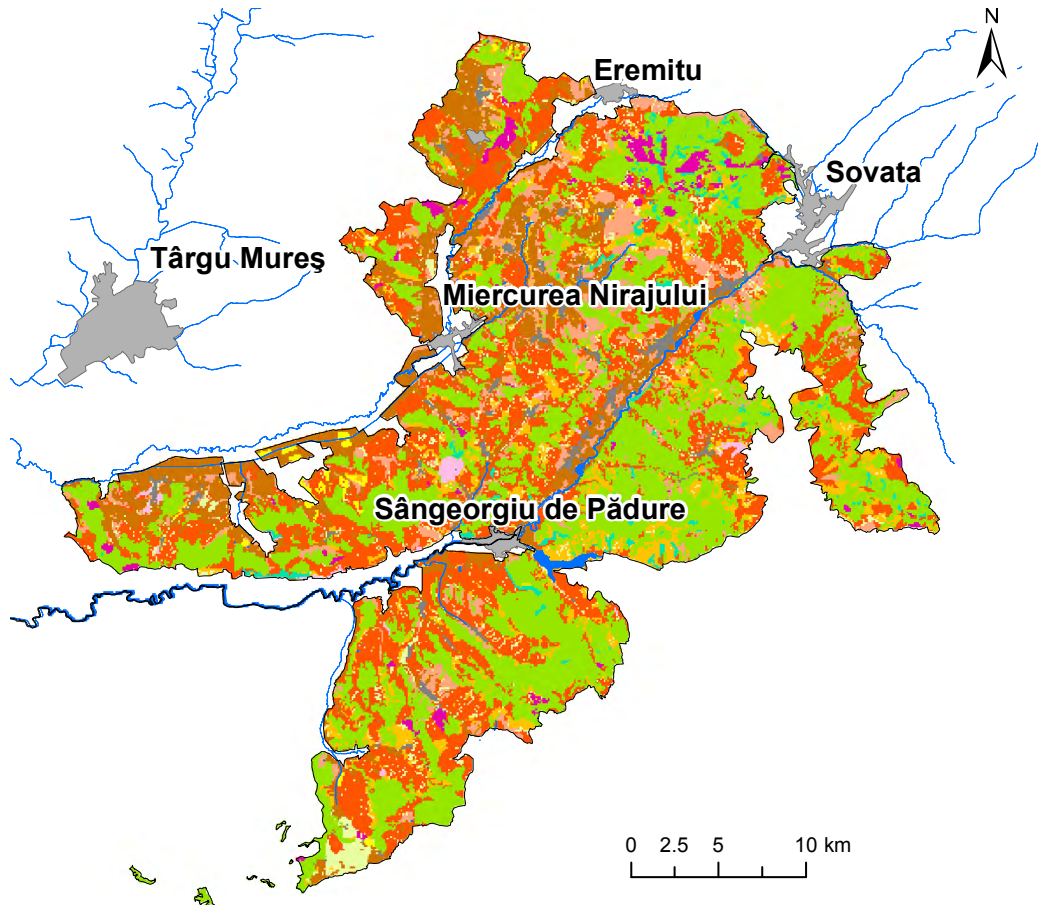 N
Eremitu
Sovata
Târgu Mureş
Miercurea Nirajului
Sângeorgiu de Pădure
0 2.5 5 10 km